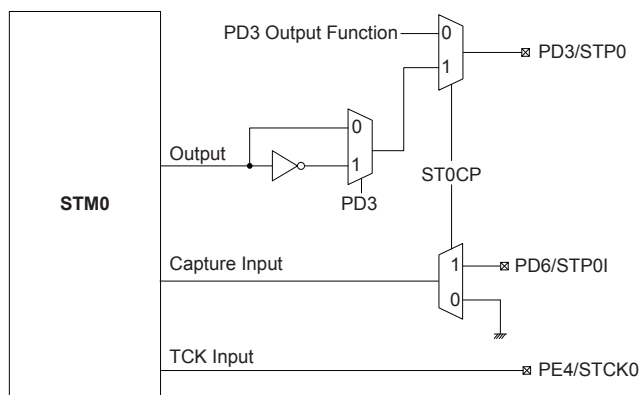 PD3 Output Function
0
1
PD3/STP0
Output
0
1
PD3
ST0CP
STM0
Capture Input
1
0
PD6/STP0I
TCK Input
PE4/STCK0